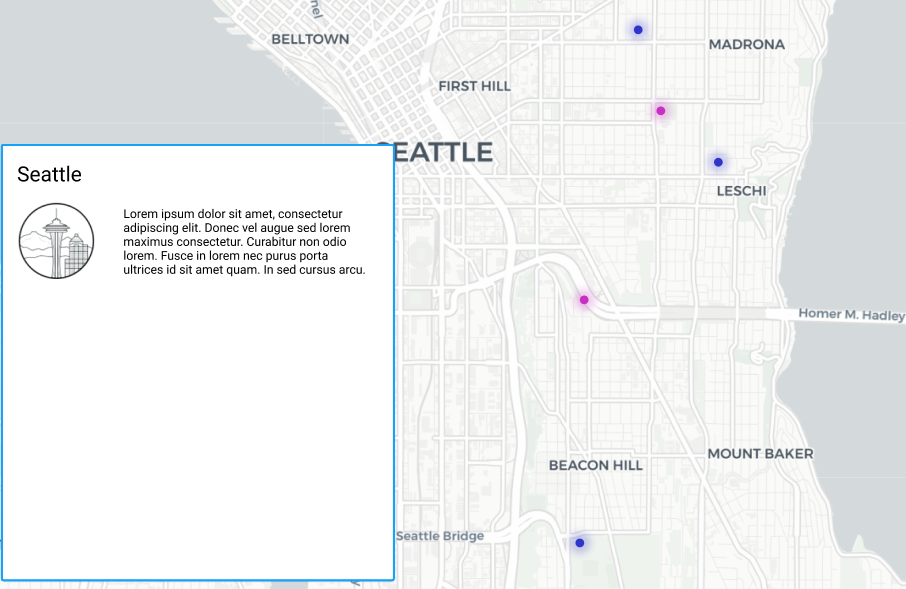 nel
BELLTOWN
MADRONA
FIRST HILL
SEATTLE
LESCHI
Seattle
Lorem ipsum dolor sit amet, consectetur
adipiscing elit. Donec vel augue sed lorem
maximus consectetur. Curabitur non odio
lorem. Fusce in lorem nec purus porta
ultrices id sit amet quam. In sed cursus arcu.
Homer M. Hadley
MOUNT BAKER
BEACON HILL
Seattle Bridge